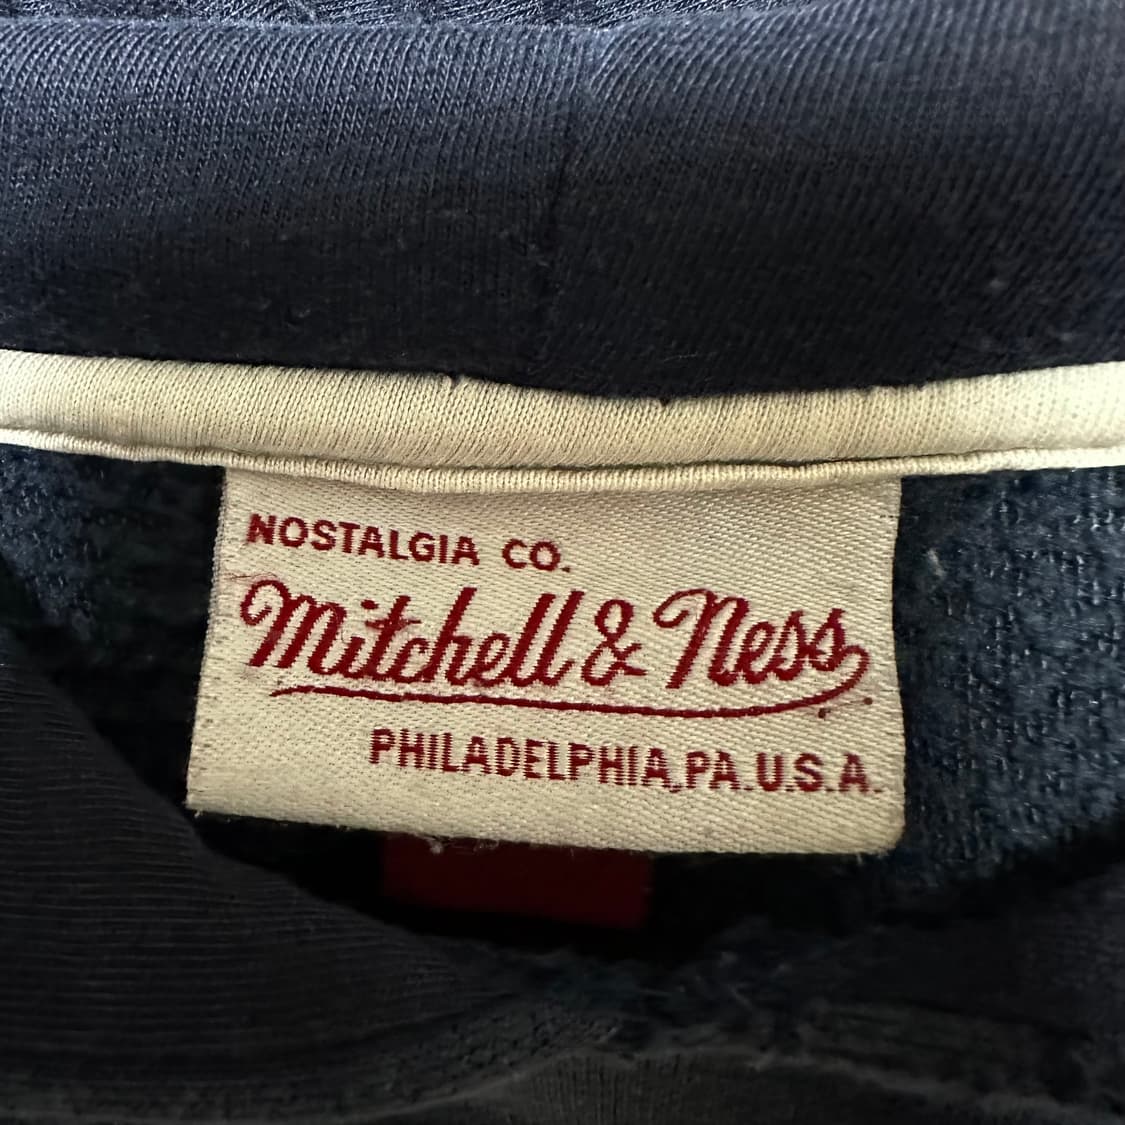 NOSTALGIA CO.
Mitchell & Ness
PHILADELPHIA, PA. U.S.A.